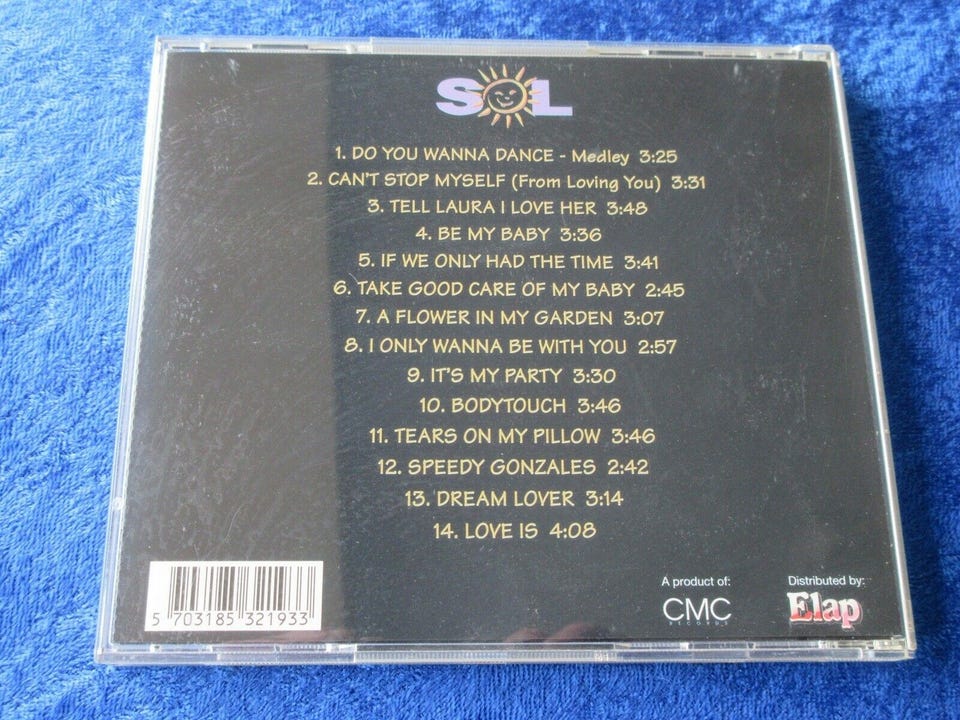 SOL
1. DO YOU WANNA DANCE - Medley 3:25
2. CAN'T STOP MYSELF (From Loving You) 3:31
3. TELL LAURA I LOVE HER 3:48
4. BE MY BABY 3:36
5. IF WE ONLY HAD THE TIME 3:41
6. TAKE GOOD CARE OF MY BABY 2:45
7. A FLOWER IN MY GARDEN 3:07
8. I ONLY WANNA BE WITH YOU 2:57
9. IT'S MY PARTY 3:30
10. BODYTOUCH 3:46
11. TEARS ON MY PILLOW 3:46
12. SPEEDY GONZALES 2:42
13. DREAM LOVER 3:14
14. LOVE IS 4:08
A product of:
CMC
RECORDS
Distributed by:
Elap
5 703185 321933